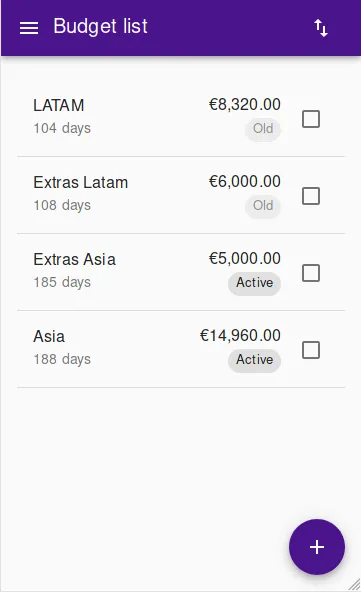 Budget list
LATAM €8,320.00
104 days Old
Extras Latam €6,000.00
108 days Old
Extras Asia €5,000.00
185 days Active
Asia €14,960.00
188 days Active